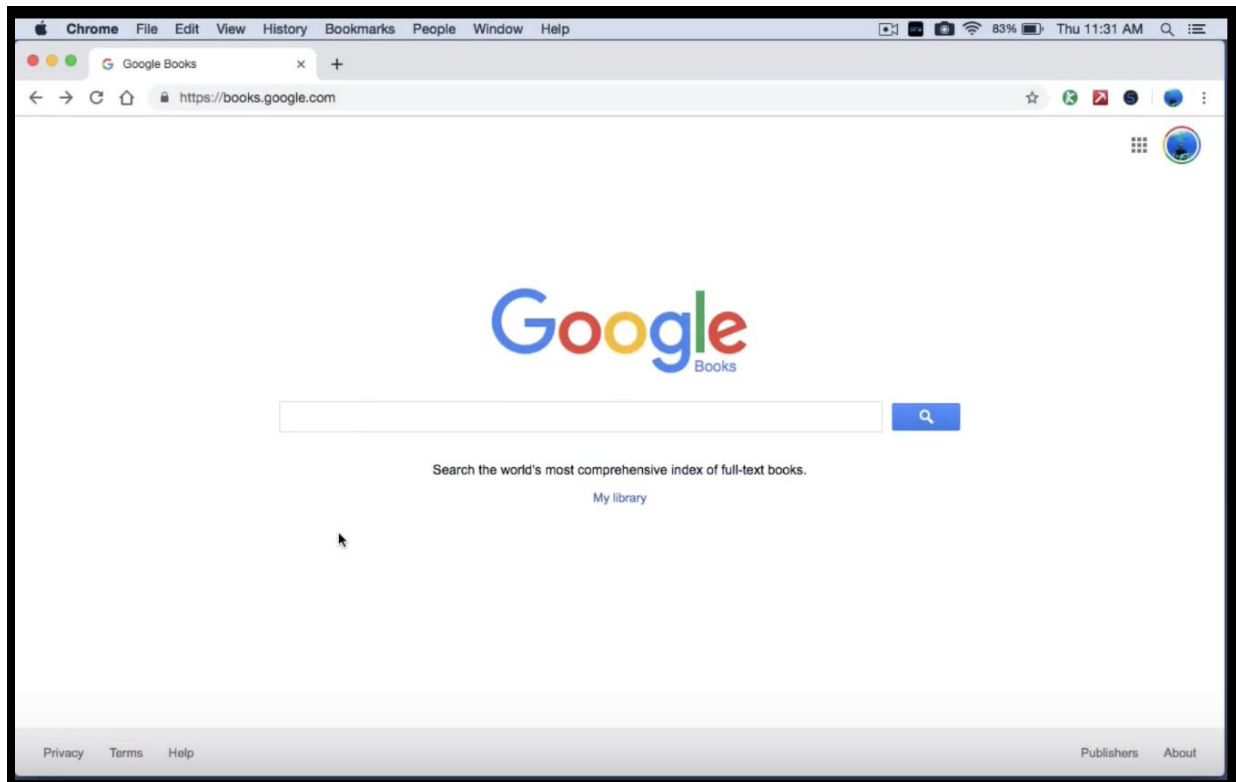 Chrome File Edit View History Bookmarks People Window Help 83% Thu 11:31 AM
Google Books
https://books.google.com
Google
Books
Search the world's most comprehensive index of full-text books.
My library
Privacy Terms Help Publishers About